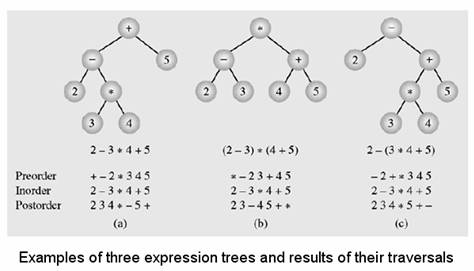 + * −
− 5 − + 2 +
2 * 2 3 4 5 * 5
3 4 3 4
2 − 3 * 4 + 5 (2 − 3) * (4 + 5) 2 − (3 * 4 + 5)
Preorder + − 2 * 3 4 5 * − 2 3 + 4 5 − 2 + * 3 4 5
Inorder 2 − 3 * 4 + 5 2 − 3 * 4 + 5 2 − 3 * 4 + 5
Postorder 2 3 4 * − 5 + 2 3 − 4 5 + * 2 3 4 * 5 + −
(a) (b) (c)
Examples of three expression trees and results of their traversals